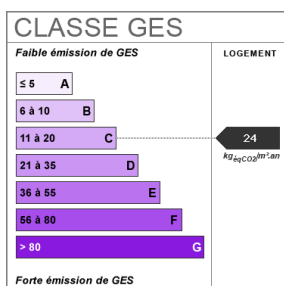 CLASSE GES
Faible émission de GES
LOGEMENT
≤ 5 A
6 à 10 B
11 à 20 C
24
kgéqCO2/m².an
21 à 35 D
36 à 55 E
56 à 80 F
> 80 G
Forte émission de GES